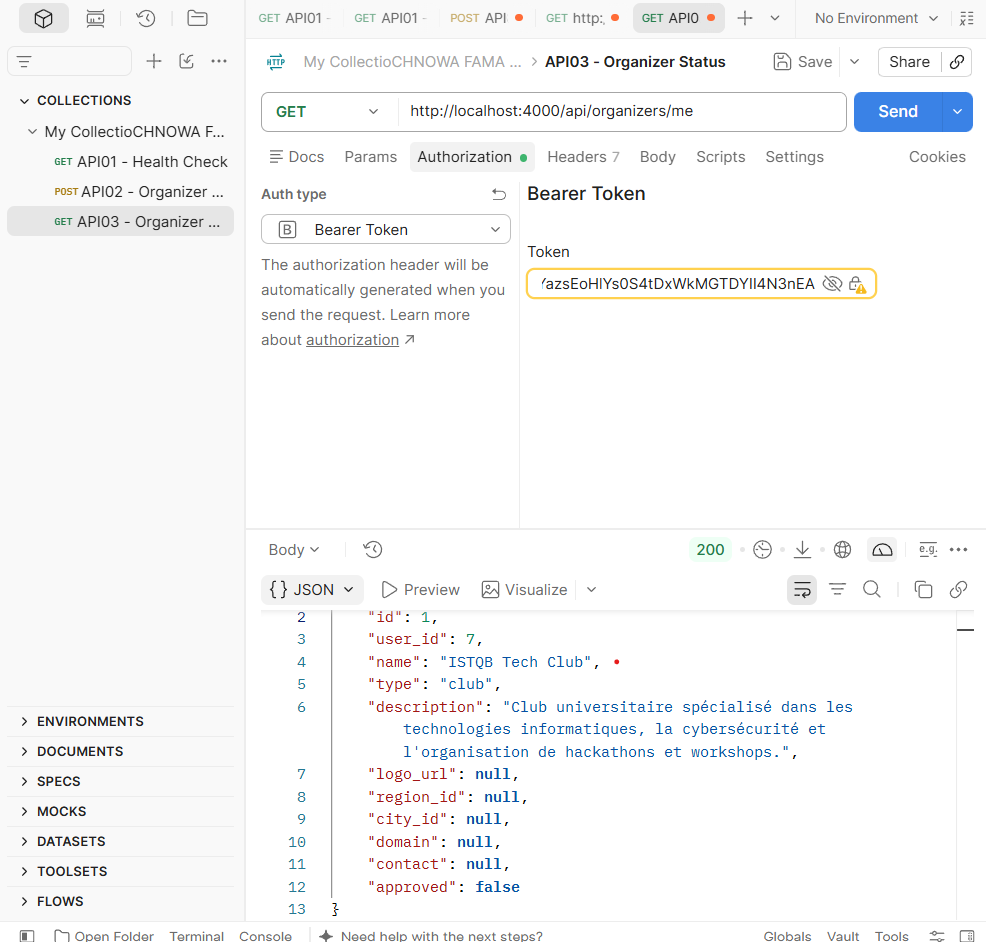 GET API01 -
GET API01 -
POST API
GET http:
GET API0
No Environment
COLLECTIONS
My CollectioCHNOWA F...
GET API01 - Health Check
POST API02 - Organizer ...
GET API03 - Organizer ...
HTTP My CollectioCHNOWA FAMA ... > API03 - Organizer Status
Save
Share
GET http://localhost:4000/api/organizers/me
Send
Docs Params Authorization Headers 7 Body Scripts Settings Cookies
Auth type
B Bearer Token
The authorization header will be
automatically generated when you
send the request. Learn more
about authorization ↗
Bearer Token
Token
YazsEoHlYs0S4tDxWkMGTDYII4N3nEA
ENVIRONMENTS
DOCUMENTS
SPECS
MOCKS
DATASETS
TOOLSETS
FLOWS
Body
200
e.g.
{} JSON
Preview
Visualize
2 "id": 1,
3 "user_id": 7,
4 "name": "ISTQB Tech Club",
5 "type": "club",
6 "description": "Club universitaire spécialisé dans les
technologies informatiques, la cybersécurité et
l'organisation de hackathons et workshops.",
7 "logo_url": null,
8 "region_id": null,
9 "city_id": null,
10 "domain": null,
11 "contact": null,
12 "approved": false
13 }
Open Folder Terminal Console Need help with the next steps? Globals Vault Tools